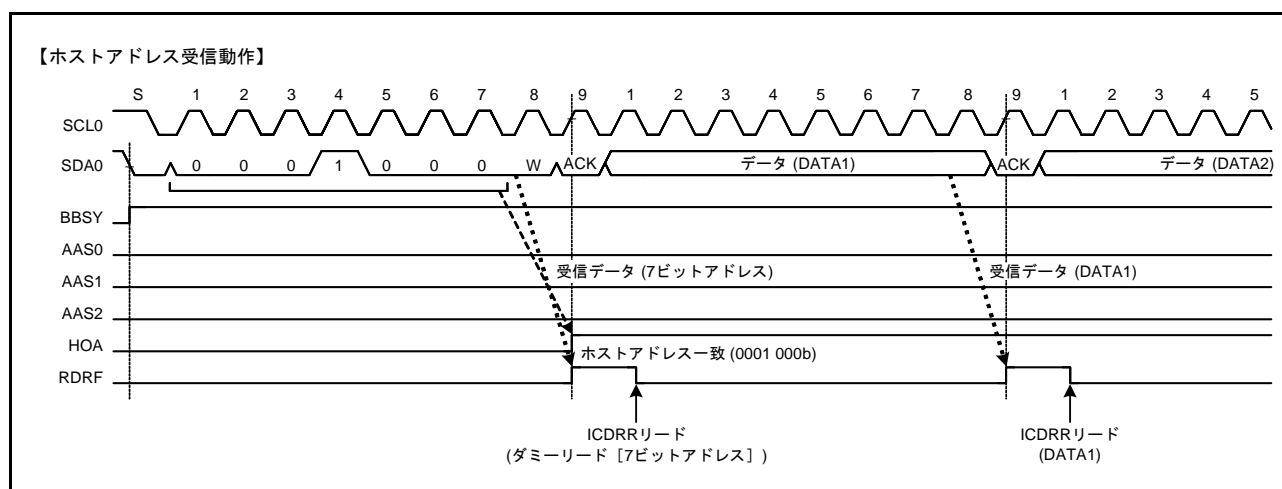 【ホストアドレス受信動作】
S 1 2 3 4 5 6 7 8 9 1 2 3 4 5 6 7 8 9 1 2 3 4 5
SCL0
SDA0 0 0 0 1 0 0 0 W ACK データ (DATA1) ACK データ (DATA2)
BBSY
AAS0
AAS1 受信データ (7ビットアドレス) 受信データ (DATA1)
AAS2
HOA ホストアドレス一致 (0001 000b)
RDRF
ICDRRリード ICDRRリード
(ダミーリード［7ビットアドレス］) (DATA1)